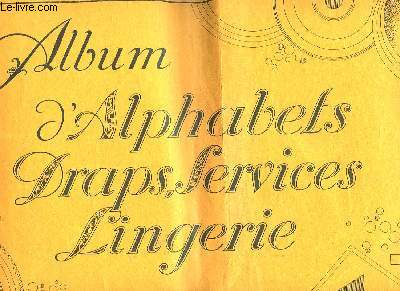 Le-livre.com
Album
d'Alphabets
Draps, Services
Lingerie